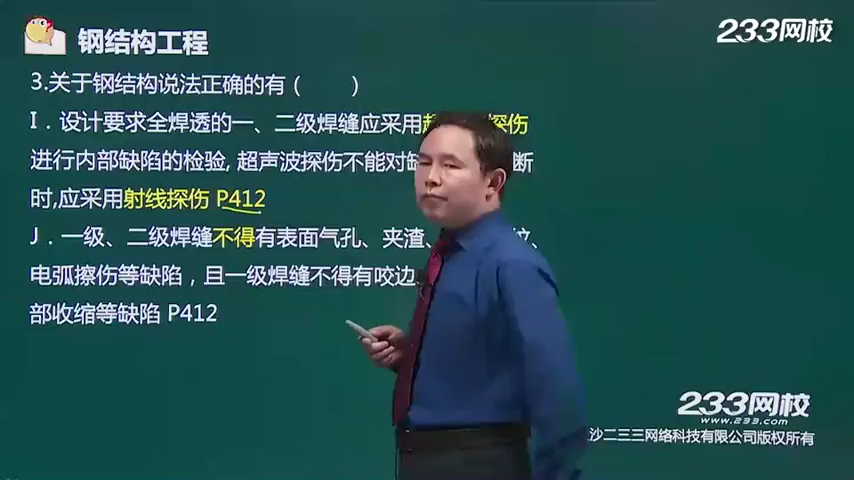 钢结构工程
233网校
3.关于钢结构说法正确的有（　　）
I．设计要求全焊透的一、二级焊缝应采用 探伤
进行内部缺陷的检验, 超声波探伤不能对 断
时,应采用射线探伤 P412
J．一级、二级焊缝不得有表面气孔、夹渣、 、
电弧擦伤等缺陷，且一级焊缝不得有咬边
部收缩等缺陷 P412
233网校
www.233.com
沙二三三网络科技有限公司版权所有